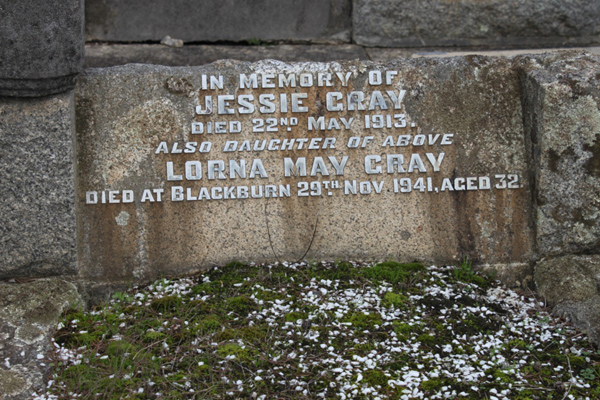 IN MEMORY OF
JESSIE GRAY
DIED 22ND MAY 1913.
ALSO DAUGHTER OF ABOVE
LORNA MAY GRAY
DIED AT BLACKBURN 29TH NOV. 1941, AGED 32.